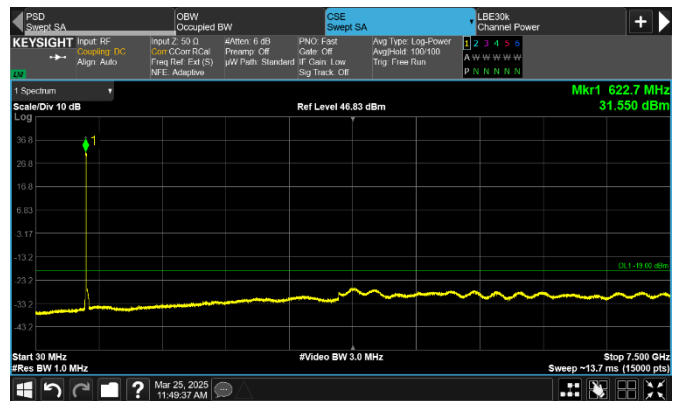 PSD
Swept SA
OBW
Occupied BW
CSE
Swept SA
LBE30k
Channel Power
KEYSIGHT
Input: RF
Coupling: DC
Align: Auto
Input Z: 50 Ω
Corr CCorr RCal
Freq Ref: Ext (S)
NFE: Adaptive
#Atten: 6 dB
Preamp: Off
µW Path: Standard
PNO: Fast
Gate: Off
IF Gain: Low
Sig Track: Off
Avg Type: Log-Power
Avg|Hold: 100/100
Trig: Free Run
1 2 3 4 5 6
A W W W W W
P N N N N N
LM
1 Spectrum
Scale/Div 10 dB
Ref Level 46.83 dBm
Mkr1 622.7 MHz
31.550 dBm
Log
36.8
26.8
16.8
6.83
-3.17
-13.2
-23.2
-33.2
-43.2
1
DL1 -19.00 dBm
Start 30 MHz
#Res BW 1.0 MHz
#Video BW 3.0 MHz
Stop 7.500 GHz
Sweep ~13.7 ms (15000 pts)
Mar 25, 2025
11:49:37 AM